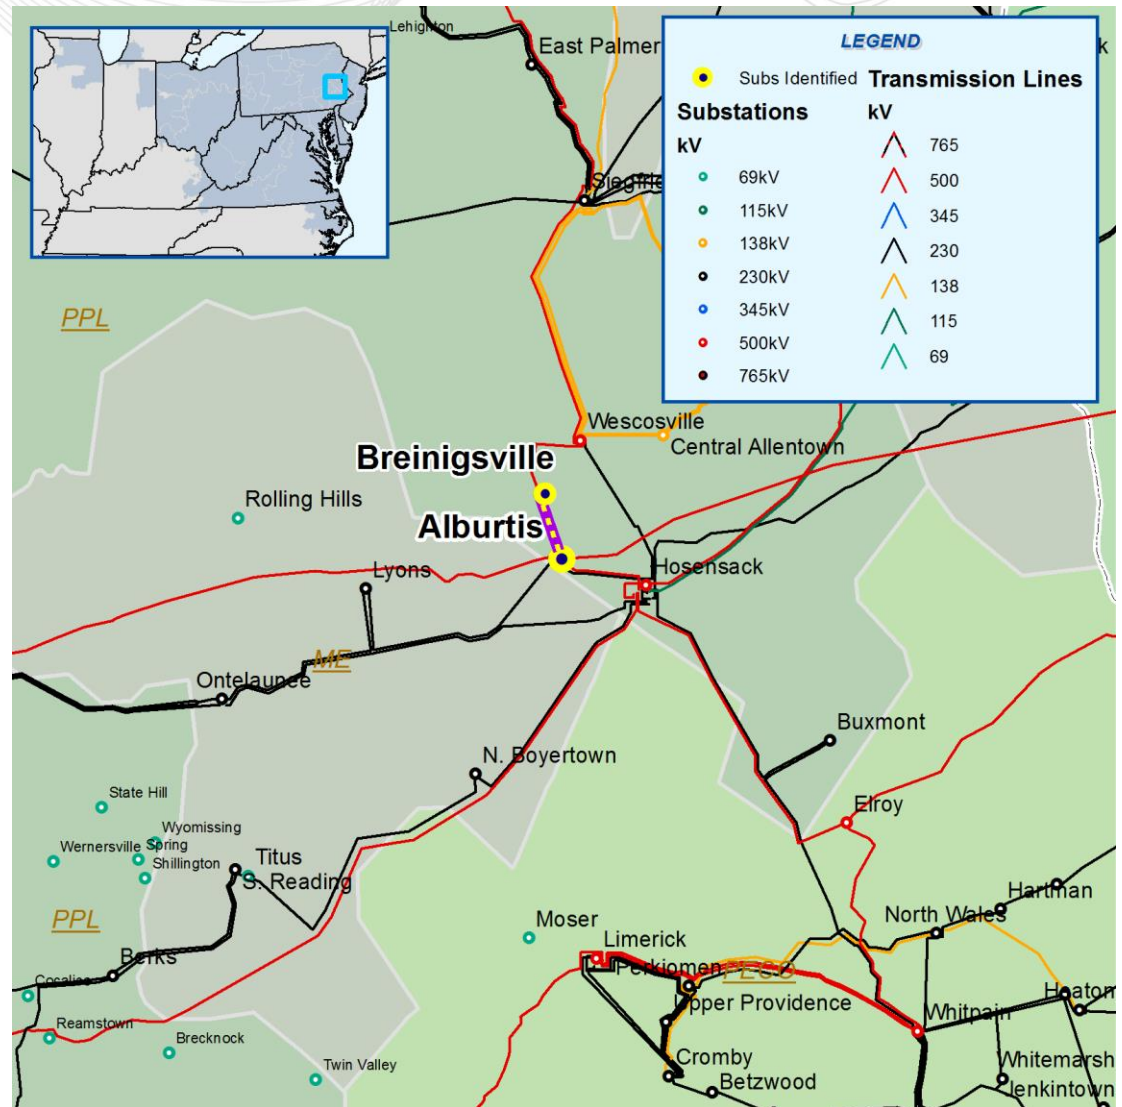 Lehighton
East Palmer
k
LEGEND
Subs Identified
Transmission Lines
Substations
kV
kV
69kV
115kV
138kV
230kV
345kV
500kV
765kV
765
500
345
230
138
115
69
PPL
Wescosville
Central Allentown
Breinigsville
Rolling Hills
Alburtis
Hosensack
Lyons
ME
Ontelaunee
Buxmont
N. Boyertown
State Hill
Elroy
Wyomissing
Wernersville
Spring
Shillington
Titus
S. Reading
Hartman
PPL
North Wales
Moser
Limerick
Berks
Perkiomen
PECO
Upper Providence
Heaton
Whitpain
Reamstown
Brecknock
Cromby
Whitemarsh
Twin Valley
Betzwood
Jenkintown